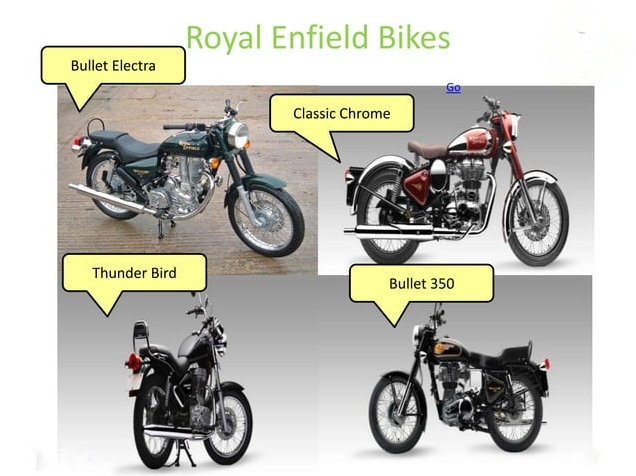 Royal Enfield Bikes
Bullet Electra
Go
Classic Chrome
Thunder Bird
Bullet 350